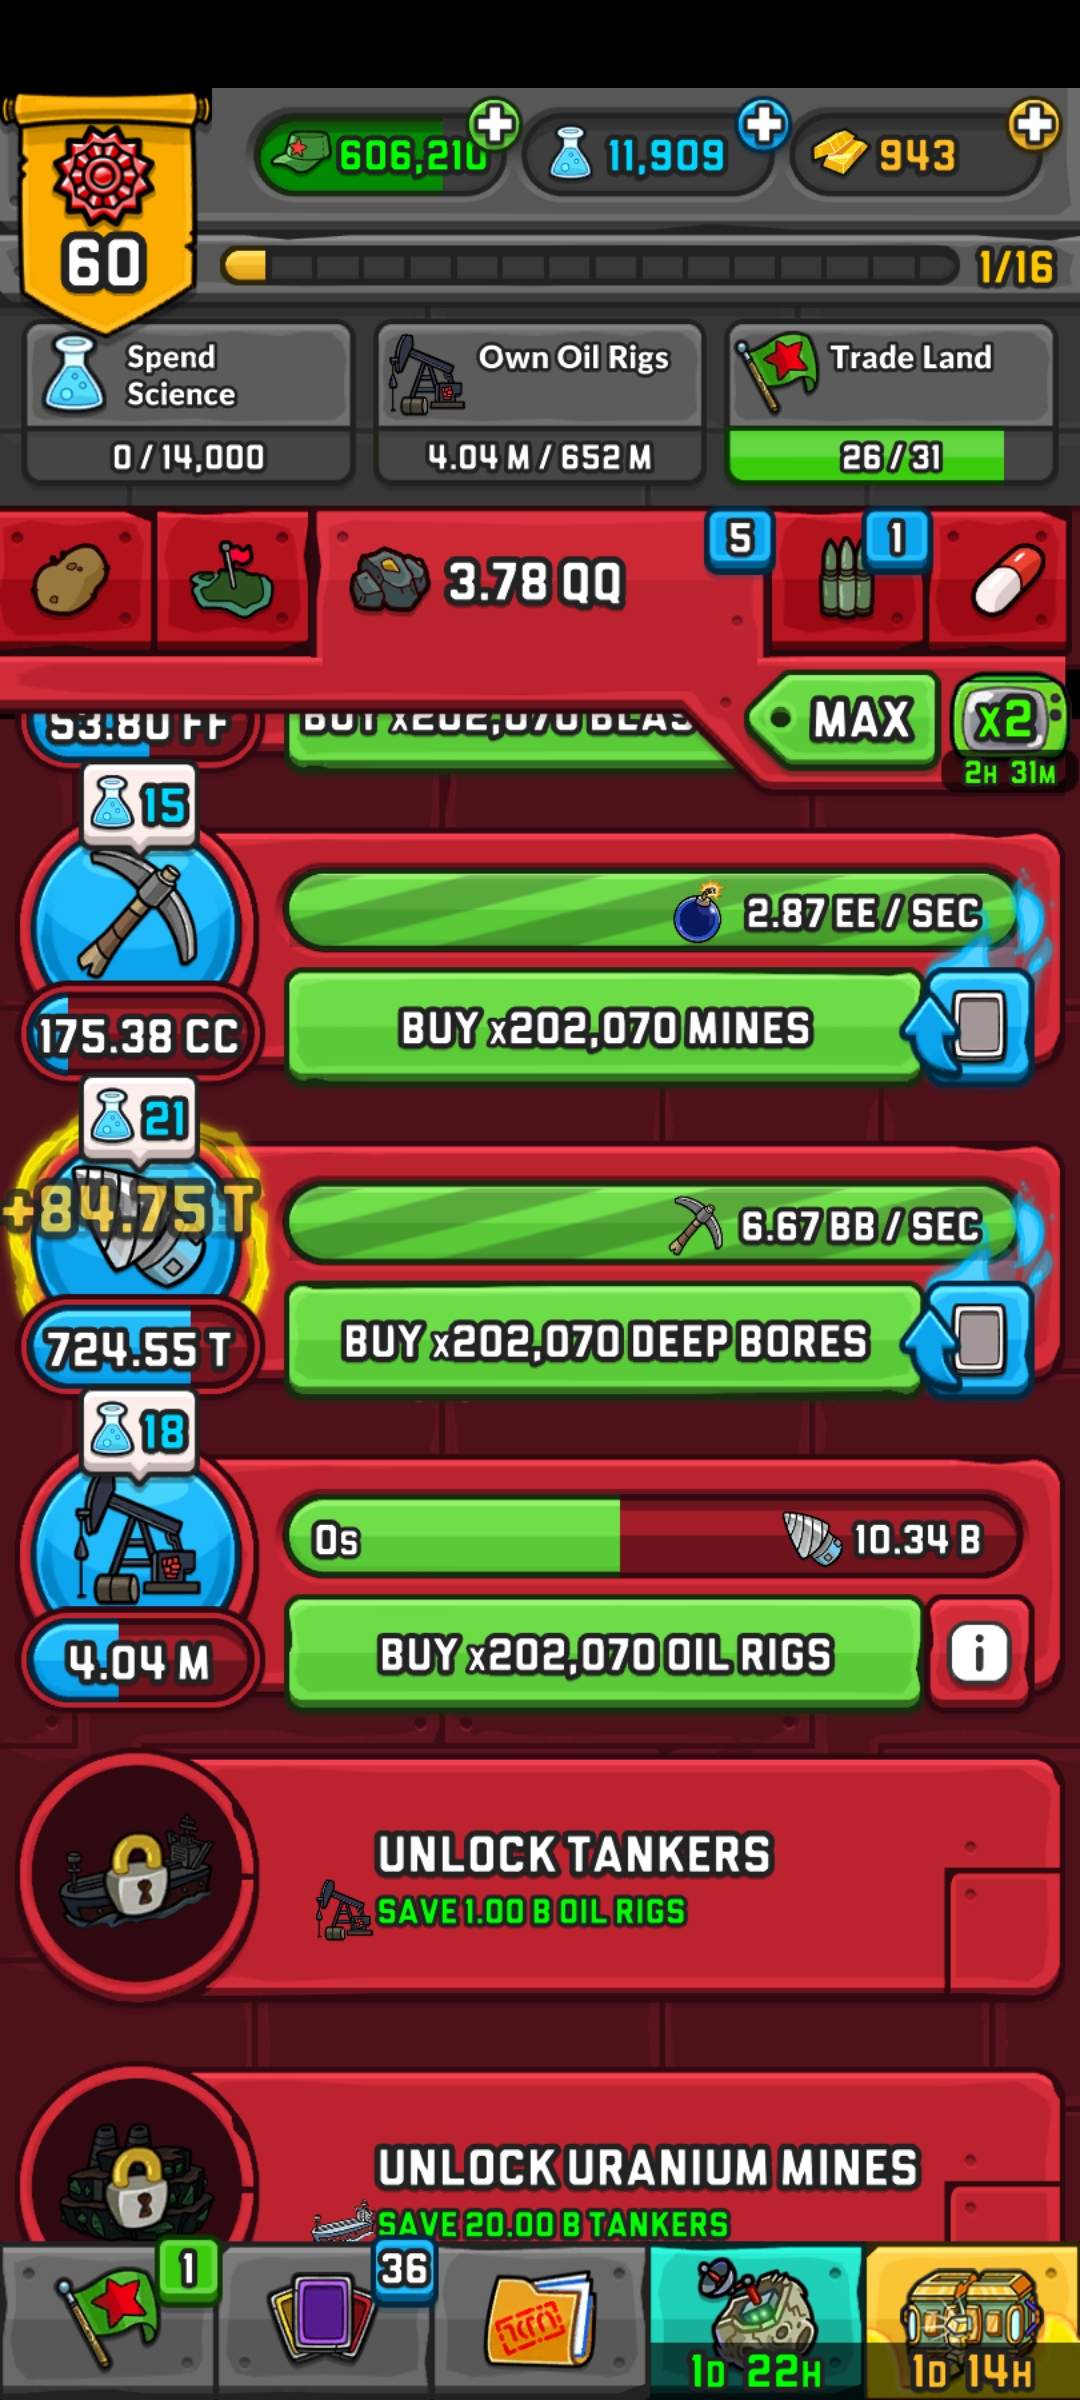 60
606,210
11,909
943
1/16
Spend
Science
0/14,000
Own Oil Rigs
4.04 M/652 M
Trade Land
26/31
3.78 QQ
5
1
MAX
x2
2H 31M
53.80 FF
BUY x202,070 BLAS
15
2.87 EE/SEC
175.38 CC
BUY x202,070 MINES
21
+84.75 T
6.67 BB/SEC
724.55 T
BUY x202,070 DEEP BORES
18
0s
10.34 B
4.04 M
BUY x202,070 OIL RIGS
i
UNLOCK TANKERS
SAVE 1.00 B OIL RIGS
UNLOCK URANIUM MINES
SAVE 20.00 B TANKERS
1
36
1D 22H
1D 14H